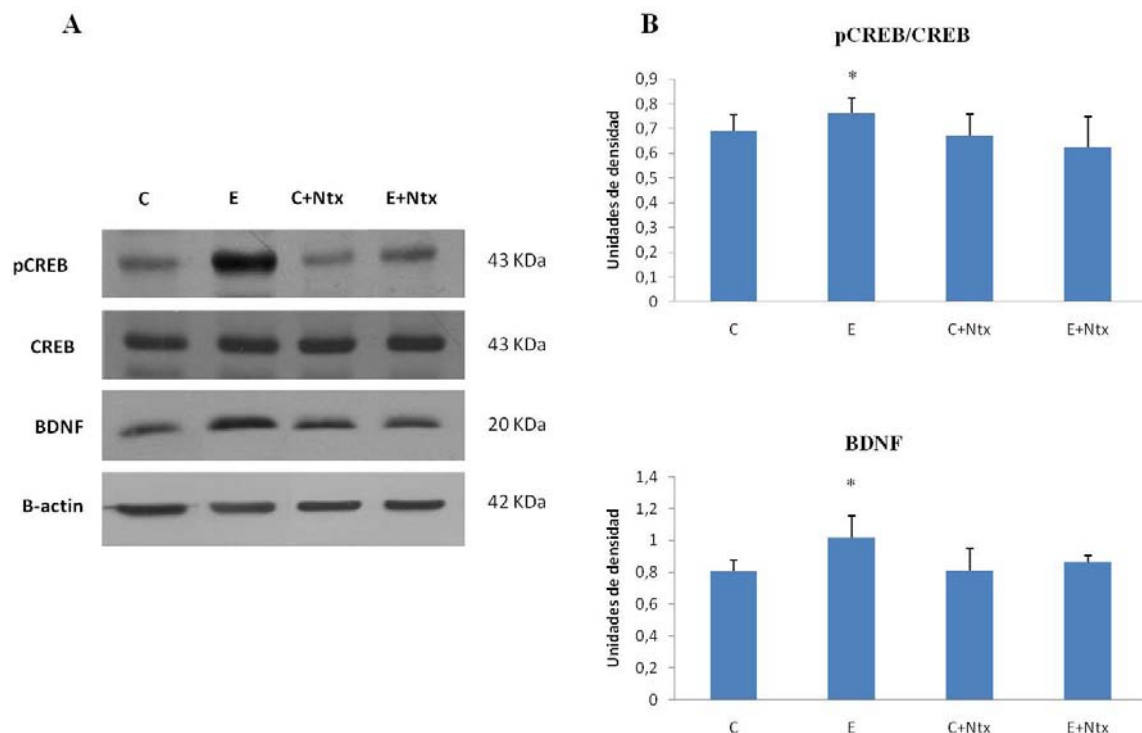 A
C E C+Ntx E+Ntx
pCREB 43 KDa
CREB 43 KDa
BDNF 20 KDa
B-actin 42 KDa
B
pCREB/CREB
Unidades de densidad
0,9
0,8
0,7
0,6
0,5
0,4
0,3
0,2
0,1
0
*
C E C+Ntx E+Ntx
BDNF
Unidades de densidad
1,4
1,2
1
0,8
0,6
0,4
0,2
0
*
C E C+Ntx E+Ntx